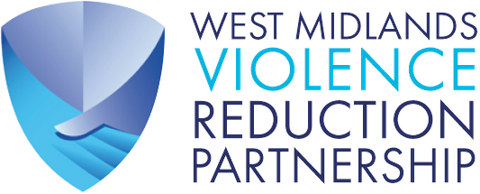 WEST MIDLANDS
VIOLENCE
REDUCTION
PARTNERSHIP